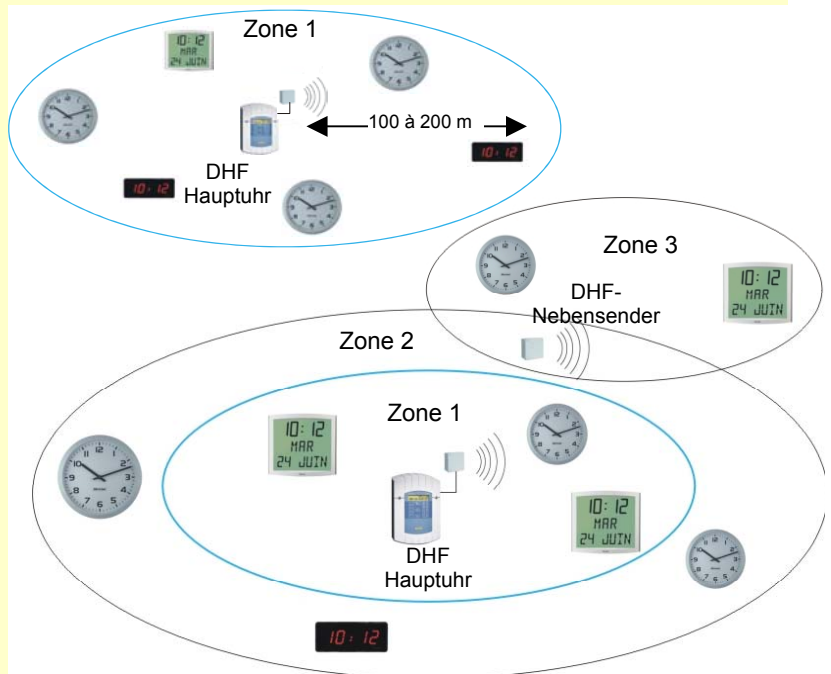 Zone 1
10:12
MAR
24 JUIN
100 à 200 m
10:12
DHF
Hauptuhr
10:12
Zone 3
10:12
MAR
24 JUIN
DHF-
Nebensender
Zone 2
Zone 1
10:12
MAR
24 JUIN
10:12
MAR
24 JUIN
DHF
Hauptuhr
10:12